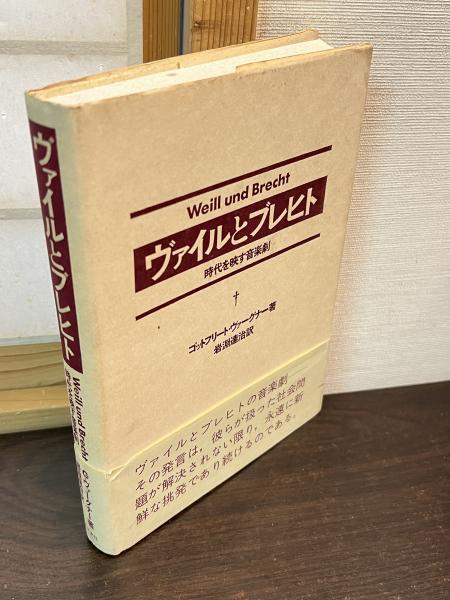 Weill und Brecht
ヴァイルとブレヒト
時代を映す音楽劇
ゴットフリート・ヴァーグナー著
岩淵達治訳
ヴァイルとブレヒトの音楽劇
その発言は，彼らが扱った社会問
題が解決されない限り，永遠に新
鮮な挑発であり続けるのである。
ヴァイルとブレヒト
Weill und Brecht